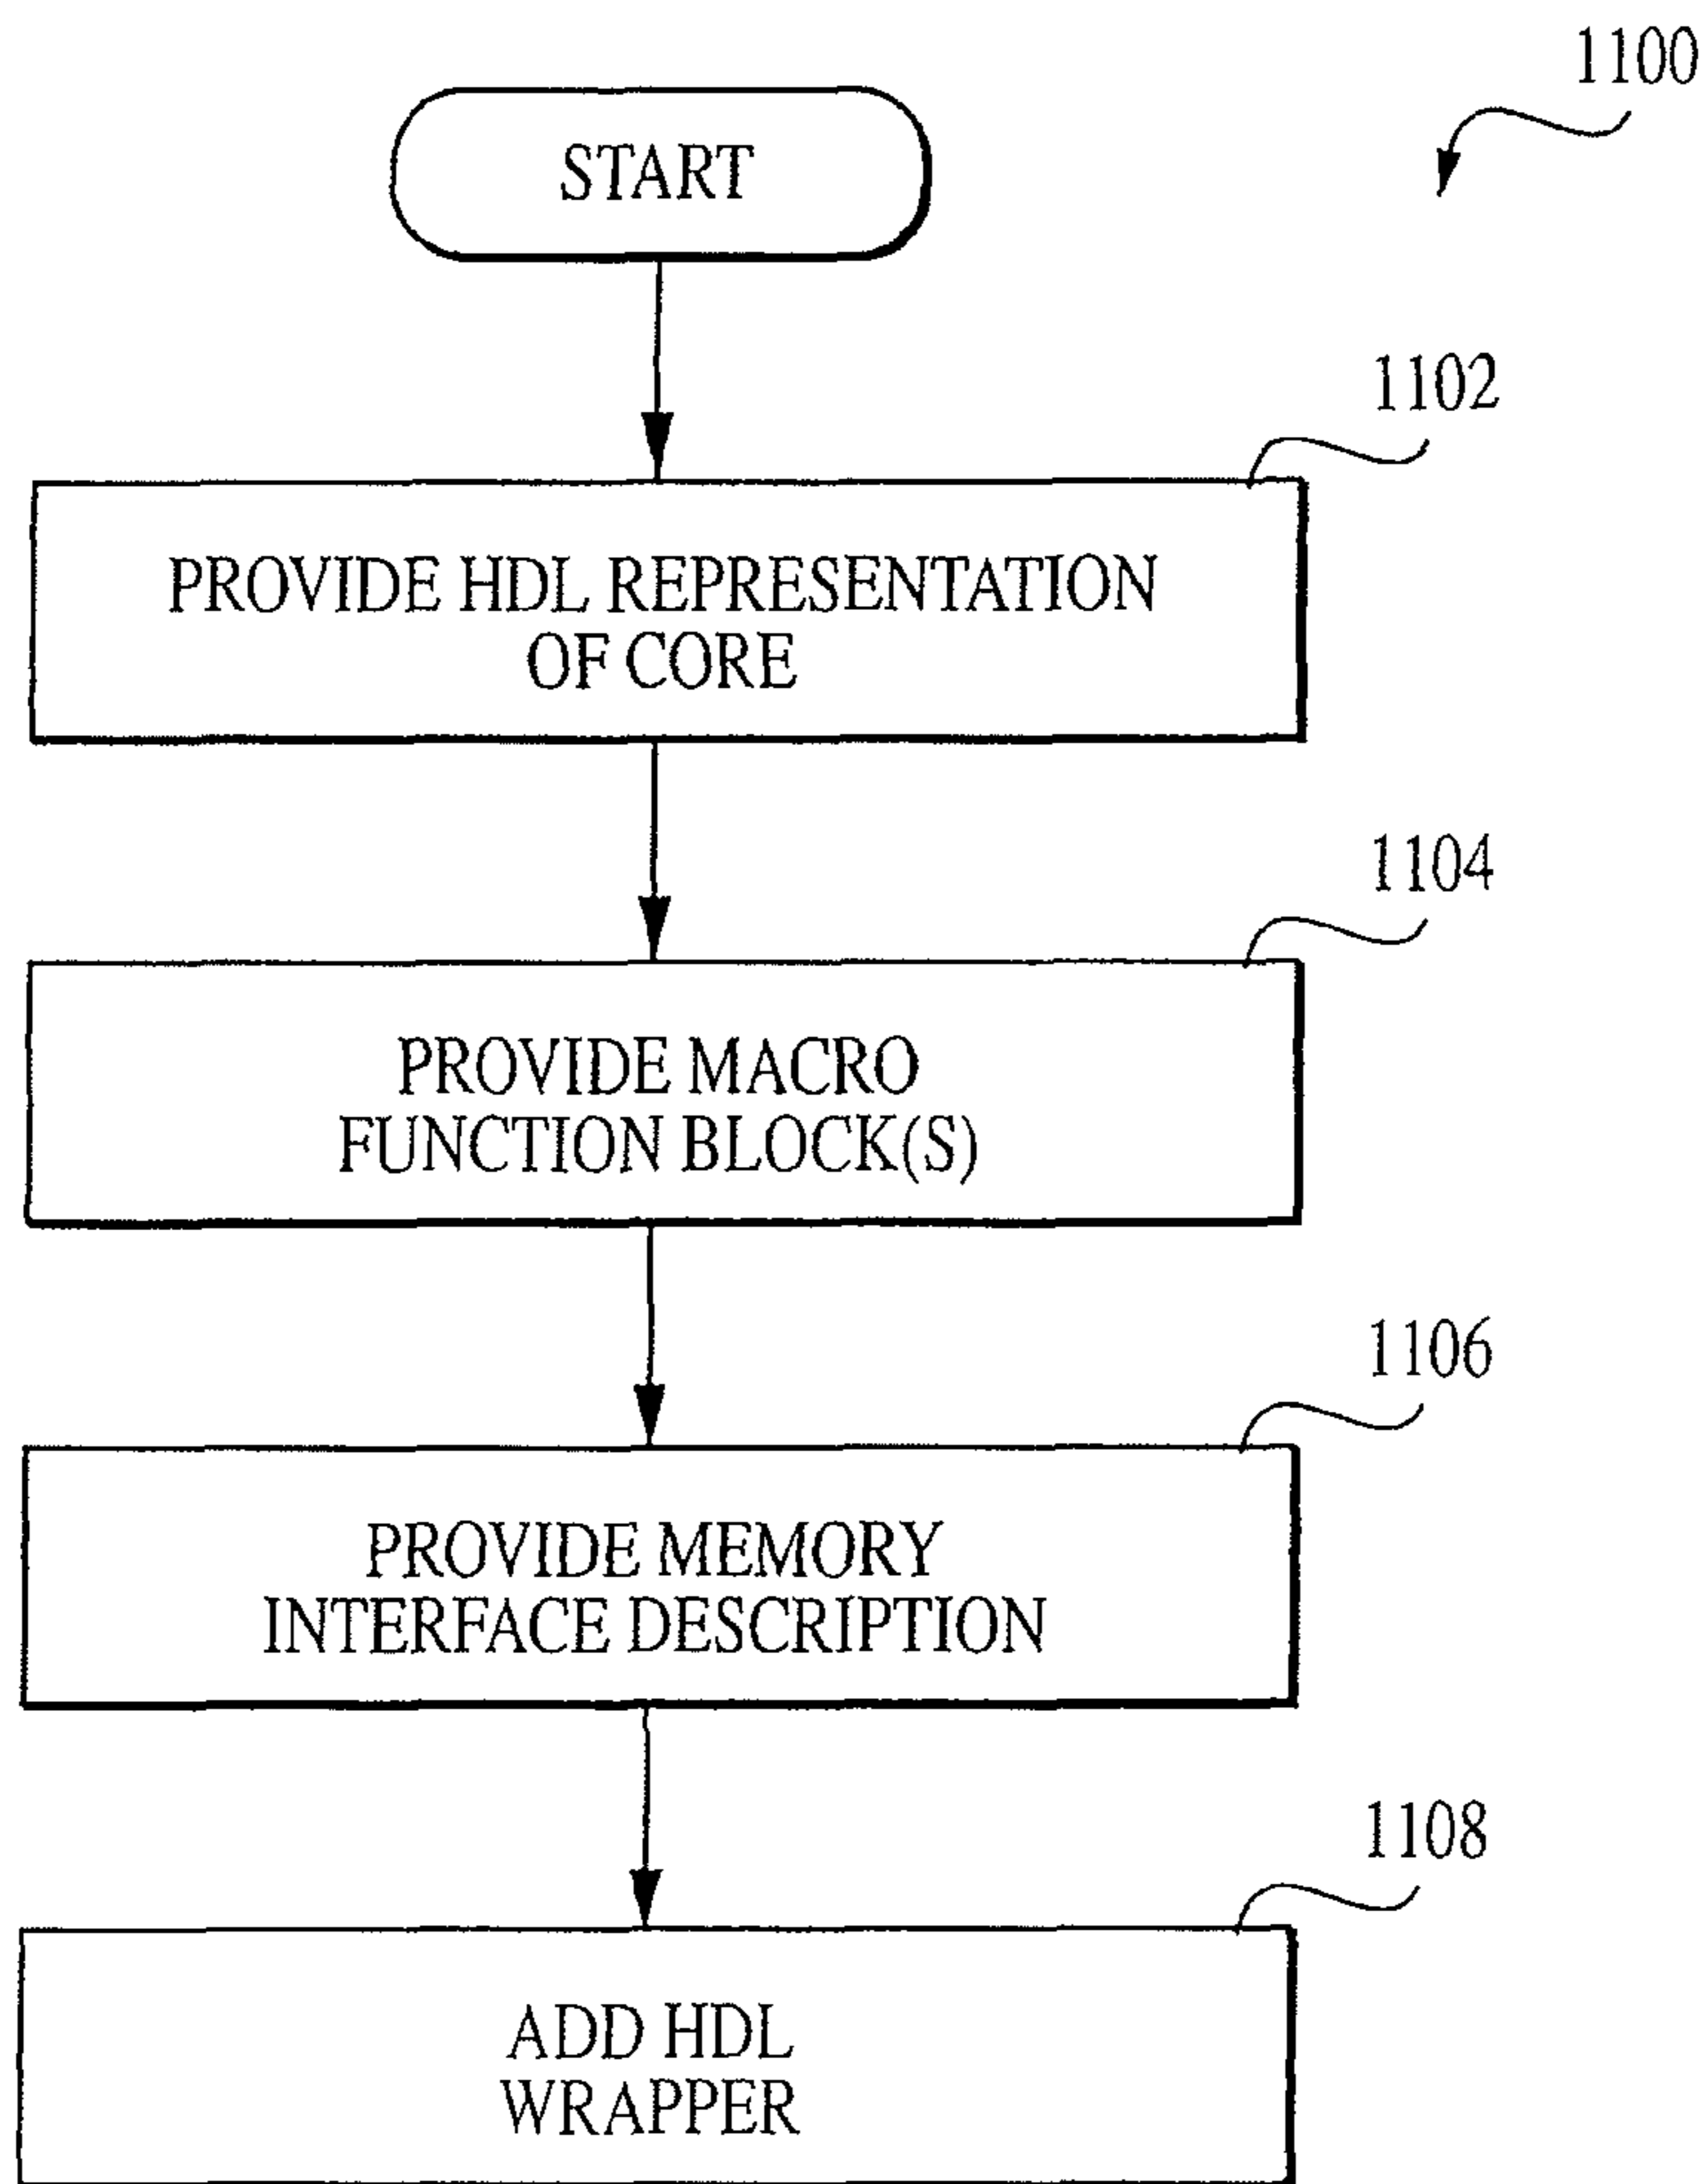 1100
START
1102
PROVIDE HDL REPRESENTATION
OF CORE
1104
PROVIDE MACRO
FUNCTION BLOCK(S)
1106
PROVIDE MEMORY
INTERFACE DESCRIPTION
1108
ADD HDL
WRAPPER